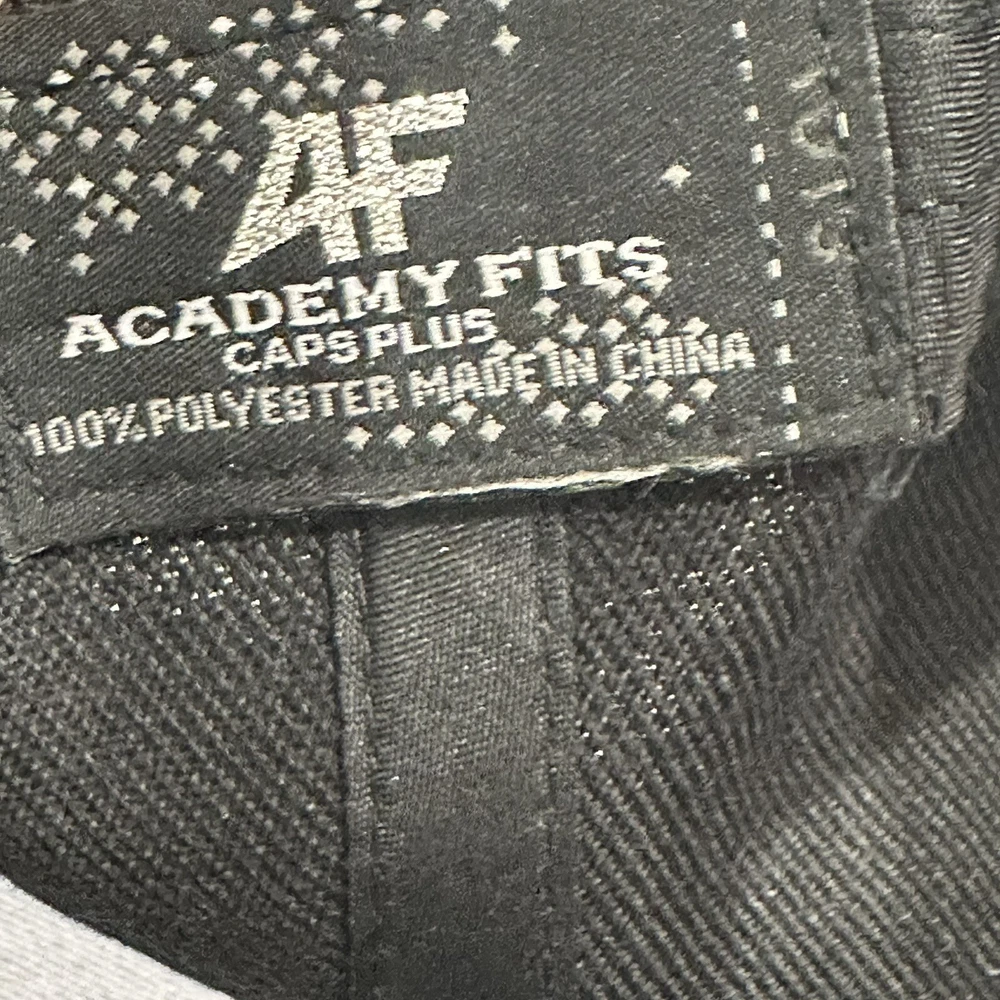 AF
ACADEMY FITS
CAPS PLUS
100% POLYESTER MADE IN CHINA